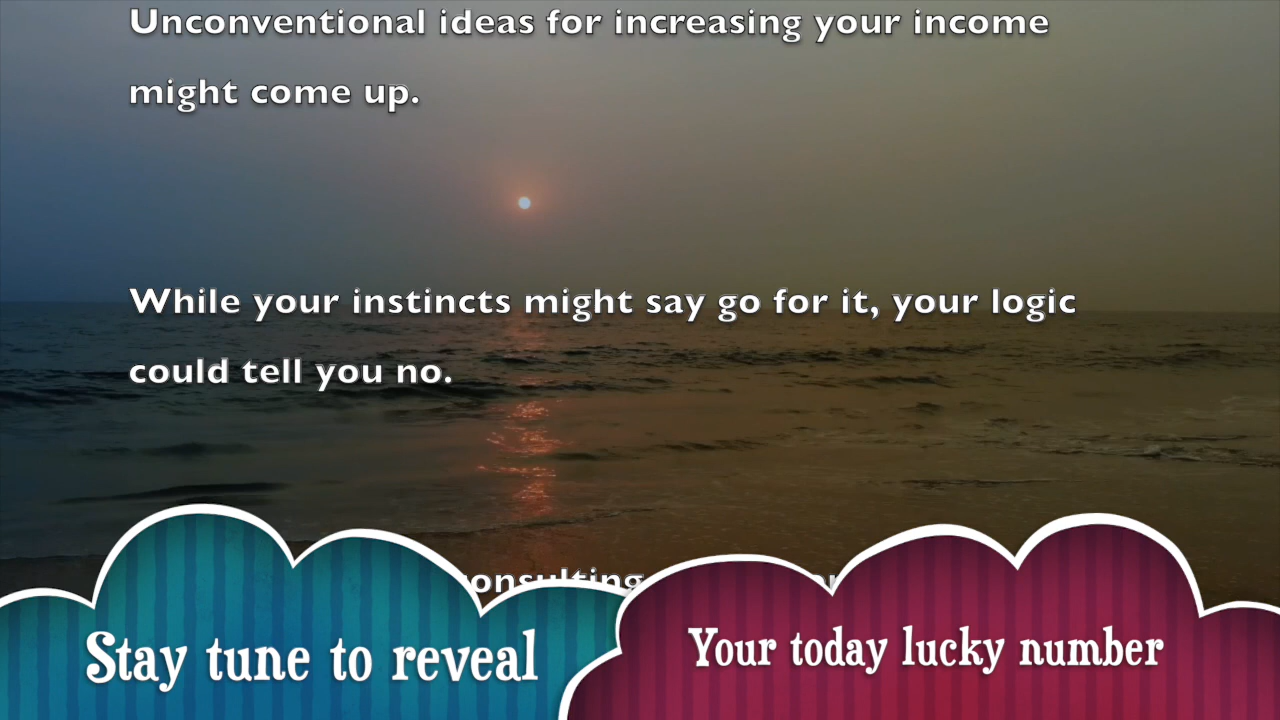 Unconventional ideas for increasing your income
might come up.
While your instincts might say go for it, your logic
could tell you no.
Stay tune to reveal
Your today lucky number